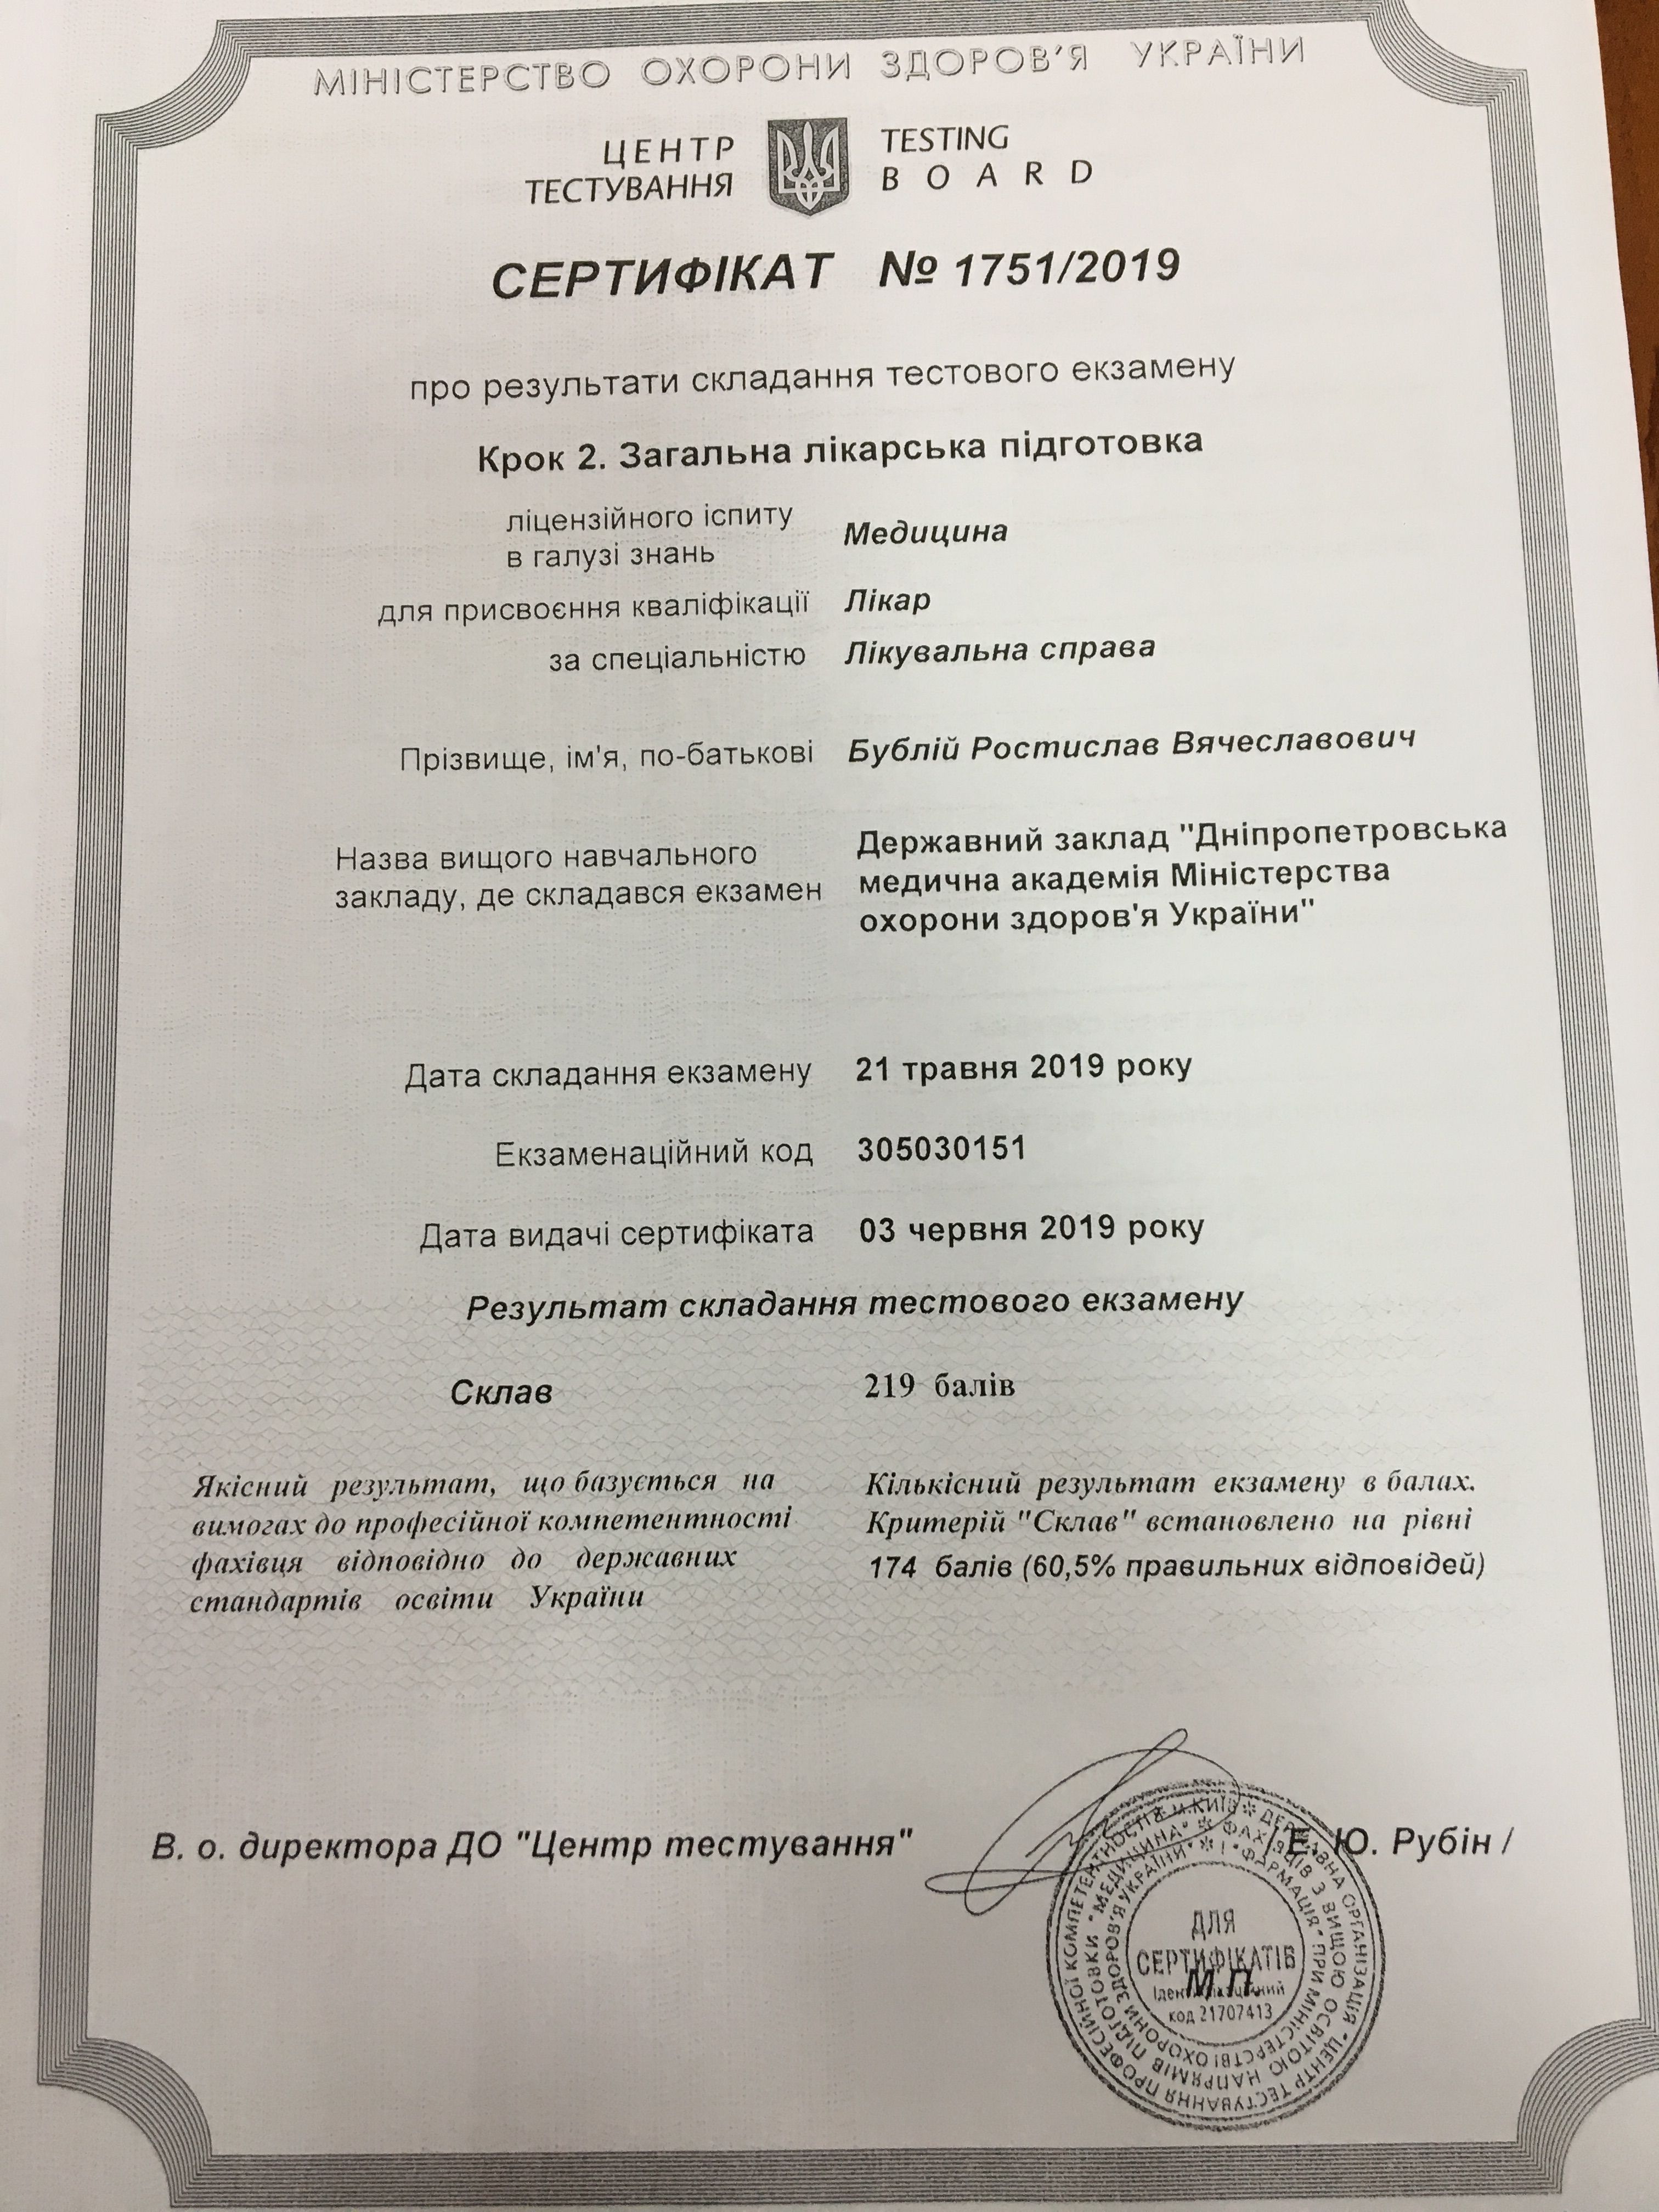 МІНІСТЕРСТВО ОХОРОНИ ЗДОРОВ'Я УКРАЇНИ
ЦЕНТР
ТЕСТУВАННЯ
TESTING
BOARD
СЕРТИФІКАТ № 1751/2019
про результати складання тестового екзамену
Крок 2. Загальна лікарська підготовка
ліцензійного іспиту
в галузі знань
Медицина
для присвоєння кваліфікації Лікар
за спеціальністю Лікувальна справа
Прізвище, ім'я, по-батькові Бублій Ростислав Вячеславович
Назва вищого навчального
закладу, де складався екзамен
Державний заклад "Дніпропетровська
медична академія Міністерства
охорони здоров'я України"
Дата складання екзамену 21 травня 2019 року
Екзаменаційний код 305030151
Дата видачі сертифіката 03 червня 2019 року
Результат складання тестового екзамену
Склав 219 балів
Якісний результат, що базується на
вимогах до професійної компетентності
фахівця відповідно до державних
стандартів освіти України
Кількісний результат екзамену в балах.
Критерій "Склав" встановлено на рівні
174 балів (60,5% правильних відповідей)
В. о. директора ДО "Центр тестування" / Е. Ю. Рубін /
ДЕРЖАВНА ОРГАНІЗАЦІЯ "ЦЕНТР ТЕСТУВАННЯ ПРОФЕСІЙНОЇ КОМПЕТЕНТНОСТІ м.КИЇВ
ФАХІВЦІВ З ВИЩОЮ ОСВІТОЮ НАПРЯМІВ ПІДГОТОВКИ "МЕДИЦИНА"
І "ФАРМАЦІЯ" ПРИ МІНІСТЕРСТВІ ОХОРОНИ ЗДОРОВ'Я УКРАЇНИ"
ДЛЯ
СЕРТИФІКАТІВ
М.П.
Ідентифікаційний
код 21707413